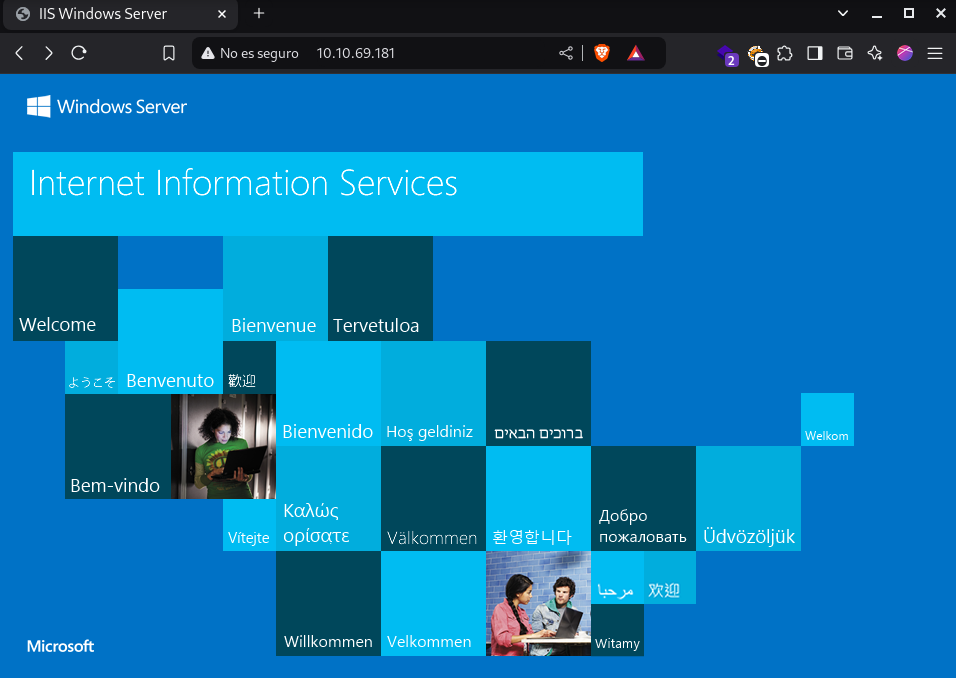 IIS Windows Server
No es seguro 10.10.69.181
2
Windows Server
Internet Information Services
Welcome
Bienvenue
Tervetuloa
ようこそ
Benvenuto
歡迎
Bienvenido
Hoş geldiniz
ברוכים הבאים
Welkom
Bem-vindo
Vítejte
Καλώς
ορίσατε
Välkommen
환영합니다
Добро
пожаловать
Üdvözöljük
مرحبا
欢迎
Willkommen
Velkommen
Witamy
Microsoft